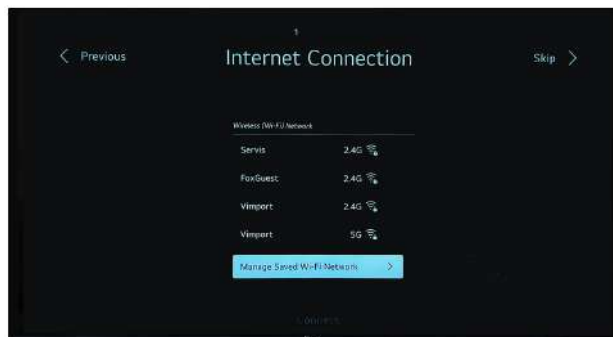 Previous
Internet Connection
Skip
Wireless (Wi-Fi) Network
Servis 2.4G
FoxGuest 2.4G
Vimport 2.4G
Vimport 5G
Manage Saved Wi-Fi Network